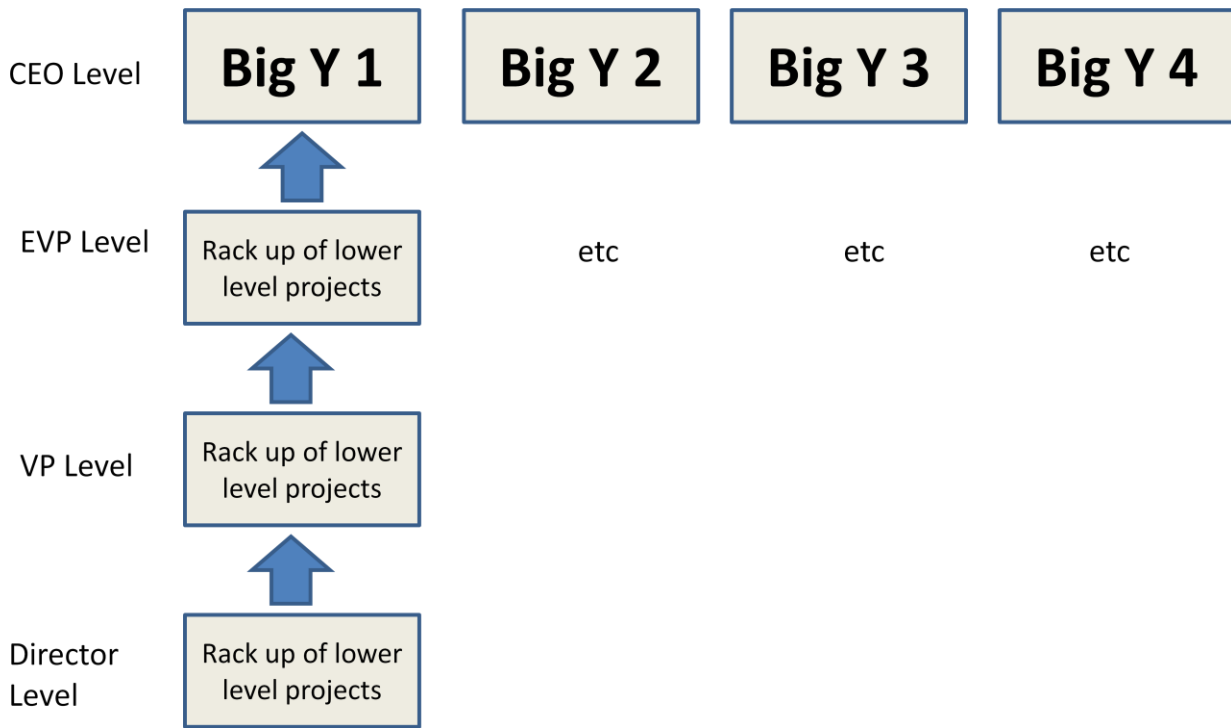 CEO Level
Big Y 1
Big Y 2
Big Y 3
Big Y 4
EVP Level
Rack up of lower
level projects
etc
etc
etc
VP Level
Rack up of lower
level projects
Director
Level
Rack up of lower
level projects